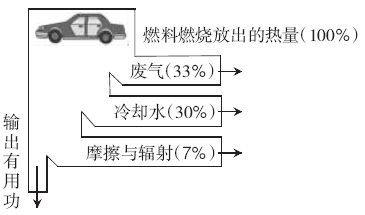 燃料燃烧放出的热量(100%)
废气(33%)
冷却水(30%)
摩擦与辐射(7%)
输出有用功